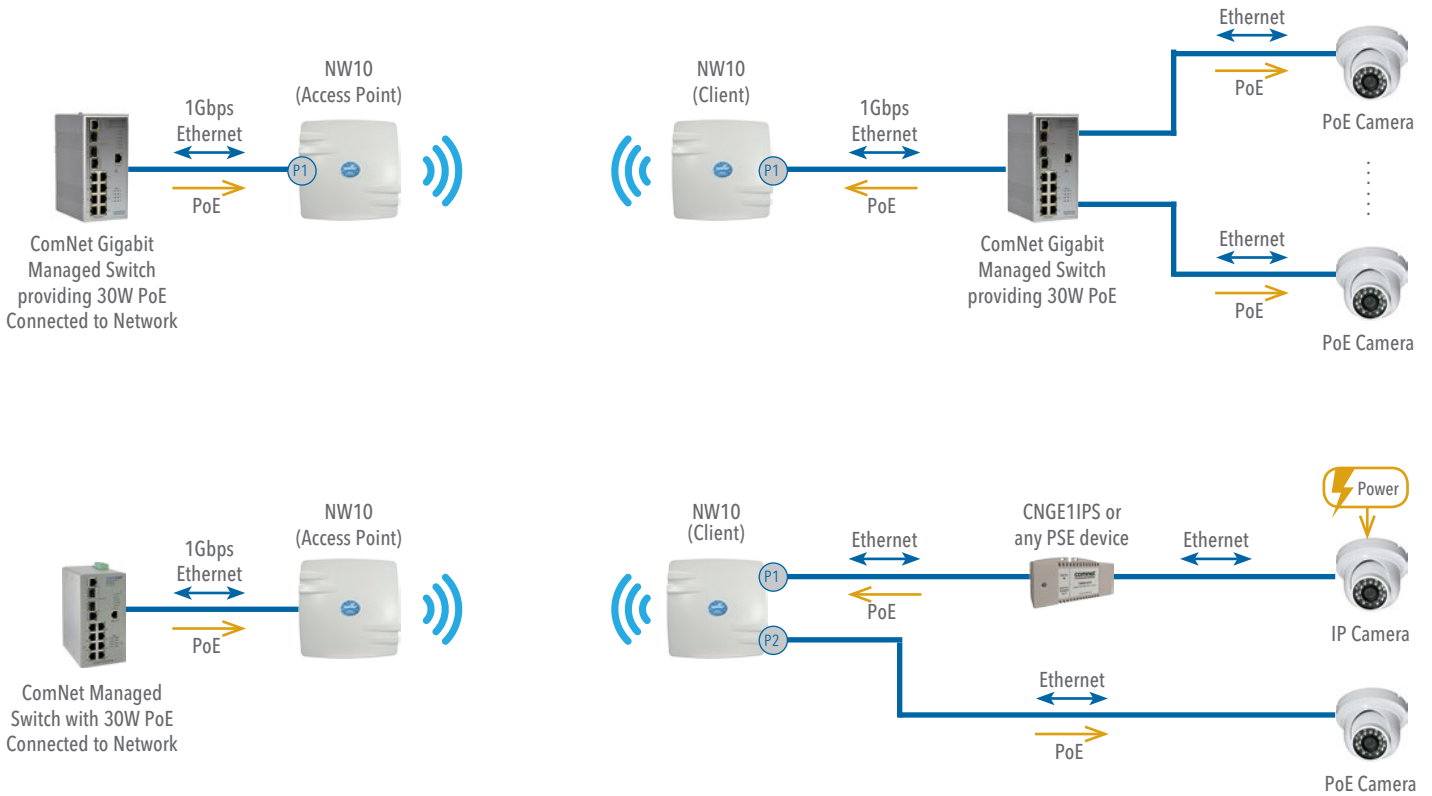 NW10
(Access Point)
1Gbps
Ethernet
P1
PoE
ComNet Gigabit
Managed Switch
providing 30W PoE
Connected to Network
NW10
(Client)
P1
1Gbps
Ethernet
PoE
ComNet Gigabit
Managed Switch
providing 30W PoE
Ethernet
PoE
PoE Camera
Ethernet
PoE
PoE Camera
NW10
(Access Point)
1Gbps
Ethernet
PoE
ComNet Managed
Switch with 30W PoE
Connected to Network
NW10
(Client)
P1
P2
Ethernet
PoE
CNGE1IPS or
any PSE device
COMNET
Ethernet
Power
IP Camera
Ethernet
PoE
PoE Camera